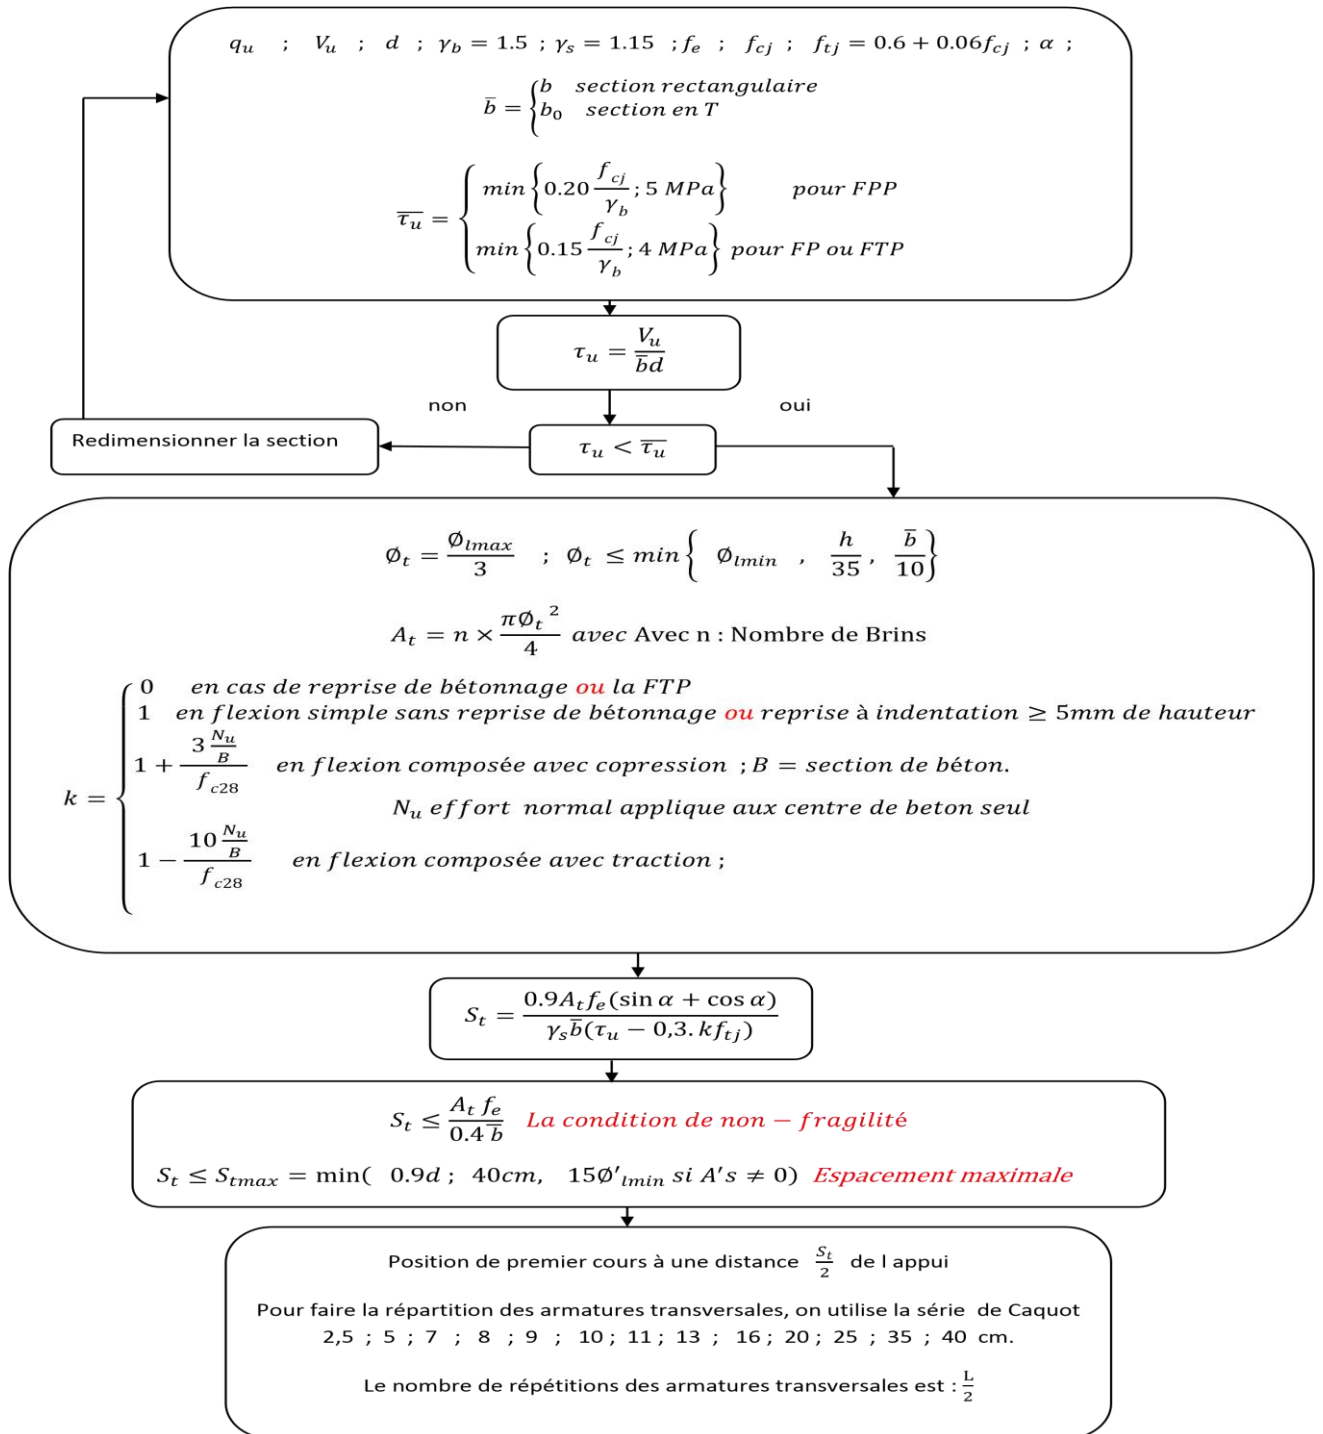 q_u ; V_u ; d ; γ_b = 1.5 ; γ_s = 1.15 ; f_e ; f_cj ; f_tj = 0.6 + 0.06f_cj ; α ;
b̅ = { b section rectangulaire
b_0 section en T
τ_u̅ = { min {0.20 f_cj/γ_b ; 5 MPa} pour FPP
min {0.15 f_cj/γ_b ; 4 MPa} pour FP ou FTP
τ_u = V_u / b̅d
non oui
Redimensionner la section
τ_u < τ_u̅
Ø_t = Ø_lmax/3 ; Ø_t ≤ min { Ø_lmin , h/35 , b̅/10 }
A_t = n × πØ_t²/4 avec Avec n : Nombre de Brins
k = { 0 en cas de reprise de bétonnage ou la FTP
1 en flexion simple sans reprise de bétonnage ou reprise à indentation ≥ 5mm de hauteur
1 + (3 N_u/B)/f_c28 en flexion composée avec copression ; B = section de béton.
N_u effort normal applique aux centre de beton seul
1 − (10 N_u/B)/f_c28 en flexion composée avec traction ;
S_t = 0.9A_t f_e(sin α + cos α) / γ_s b̅(τ_u − 0,3. kf_tj)
S_t ≤ A_t f_e / 0.4 b̅ La condition de non − fragilité
S_t ≤ S_tmax = min( 0.9d ; 40cm, 15Ø'_lmin si A's ≠ 0) Espacement maximale
Position de premier cours à une distance S_t/2 de l appui
Pour faire la répartition des armatures transversales, on utilise la série de Caquot
2,5 ; 5 ; 7 ; 8 ; 9 ; 10 ; 11 ; 13 ; 16 ; 20 ; 25 ; 35 ; 40 cm.
Le nombre de répétitions des armatures transversales est : L/2